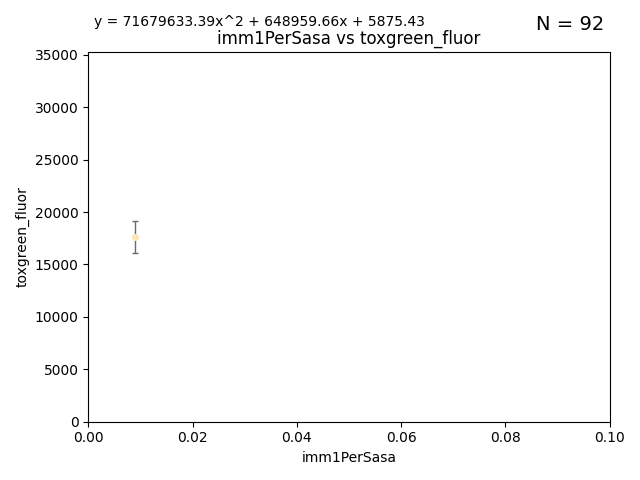 y = 71679633.39x^2 + 648959.66x + 5875.43
N = 92
imm1PerSasa vs toxgreen_fluor
35000
30000
25000
20000
15000
10000
5000
0
toxgreen_fluor
0.00 0.02 0.04 0.06 0.08 0.10
imm1PerSasa